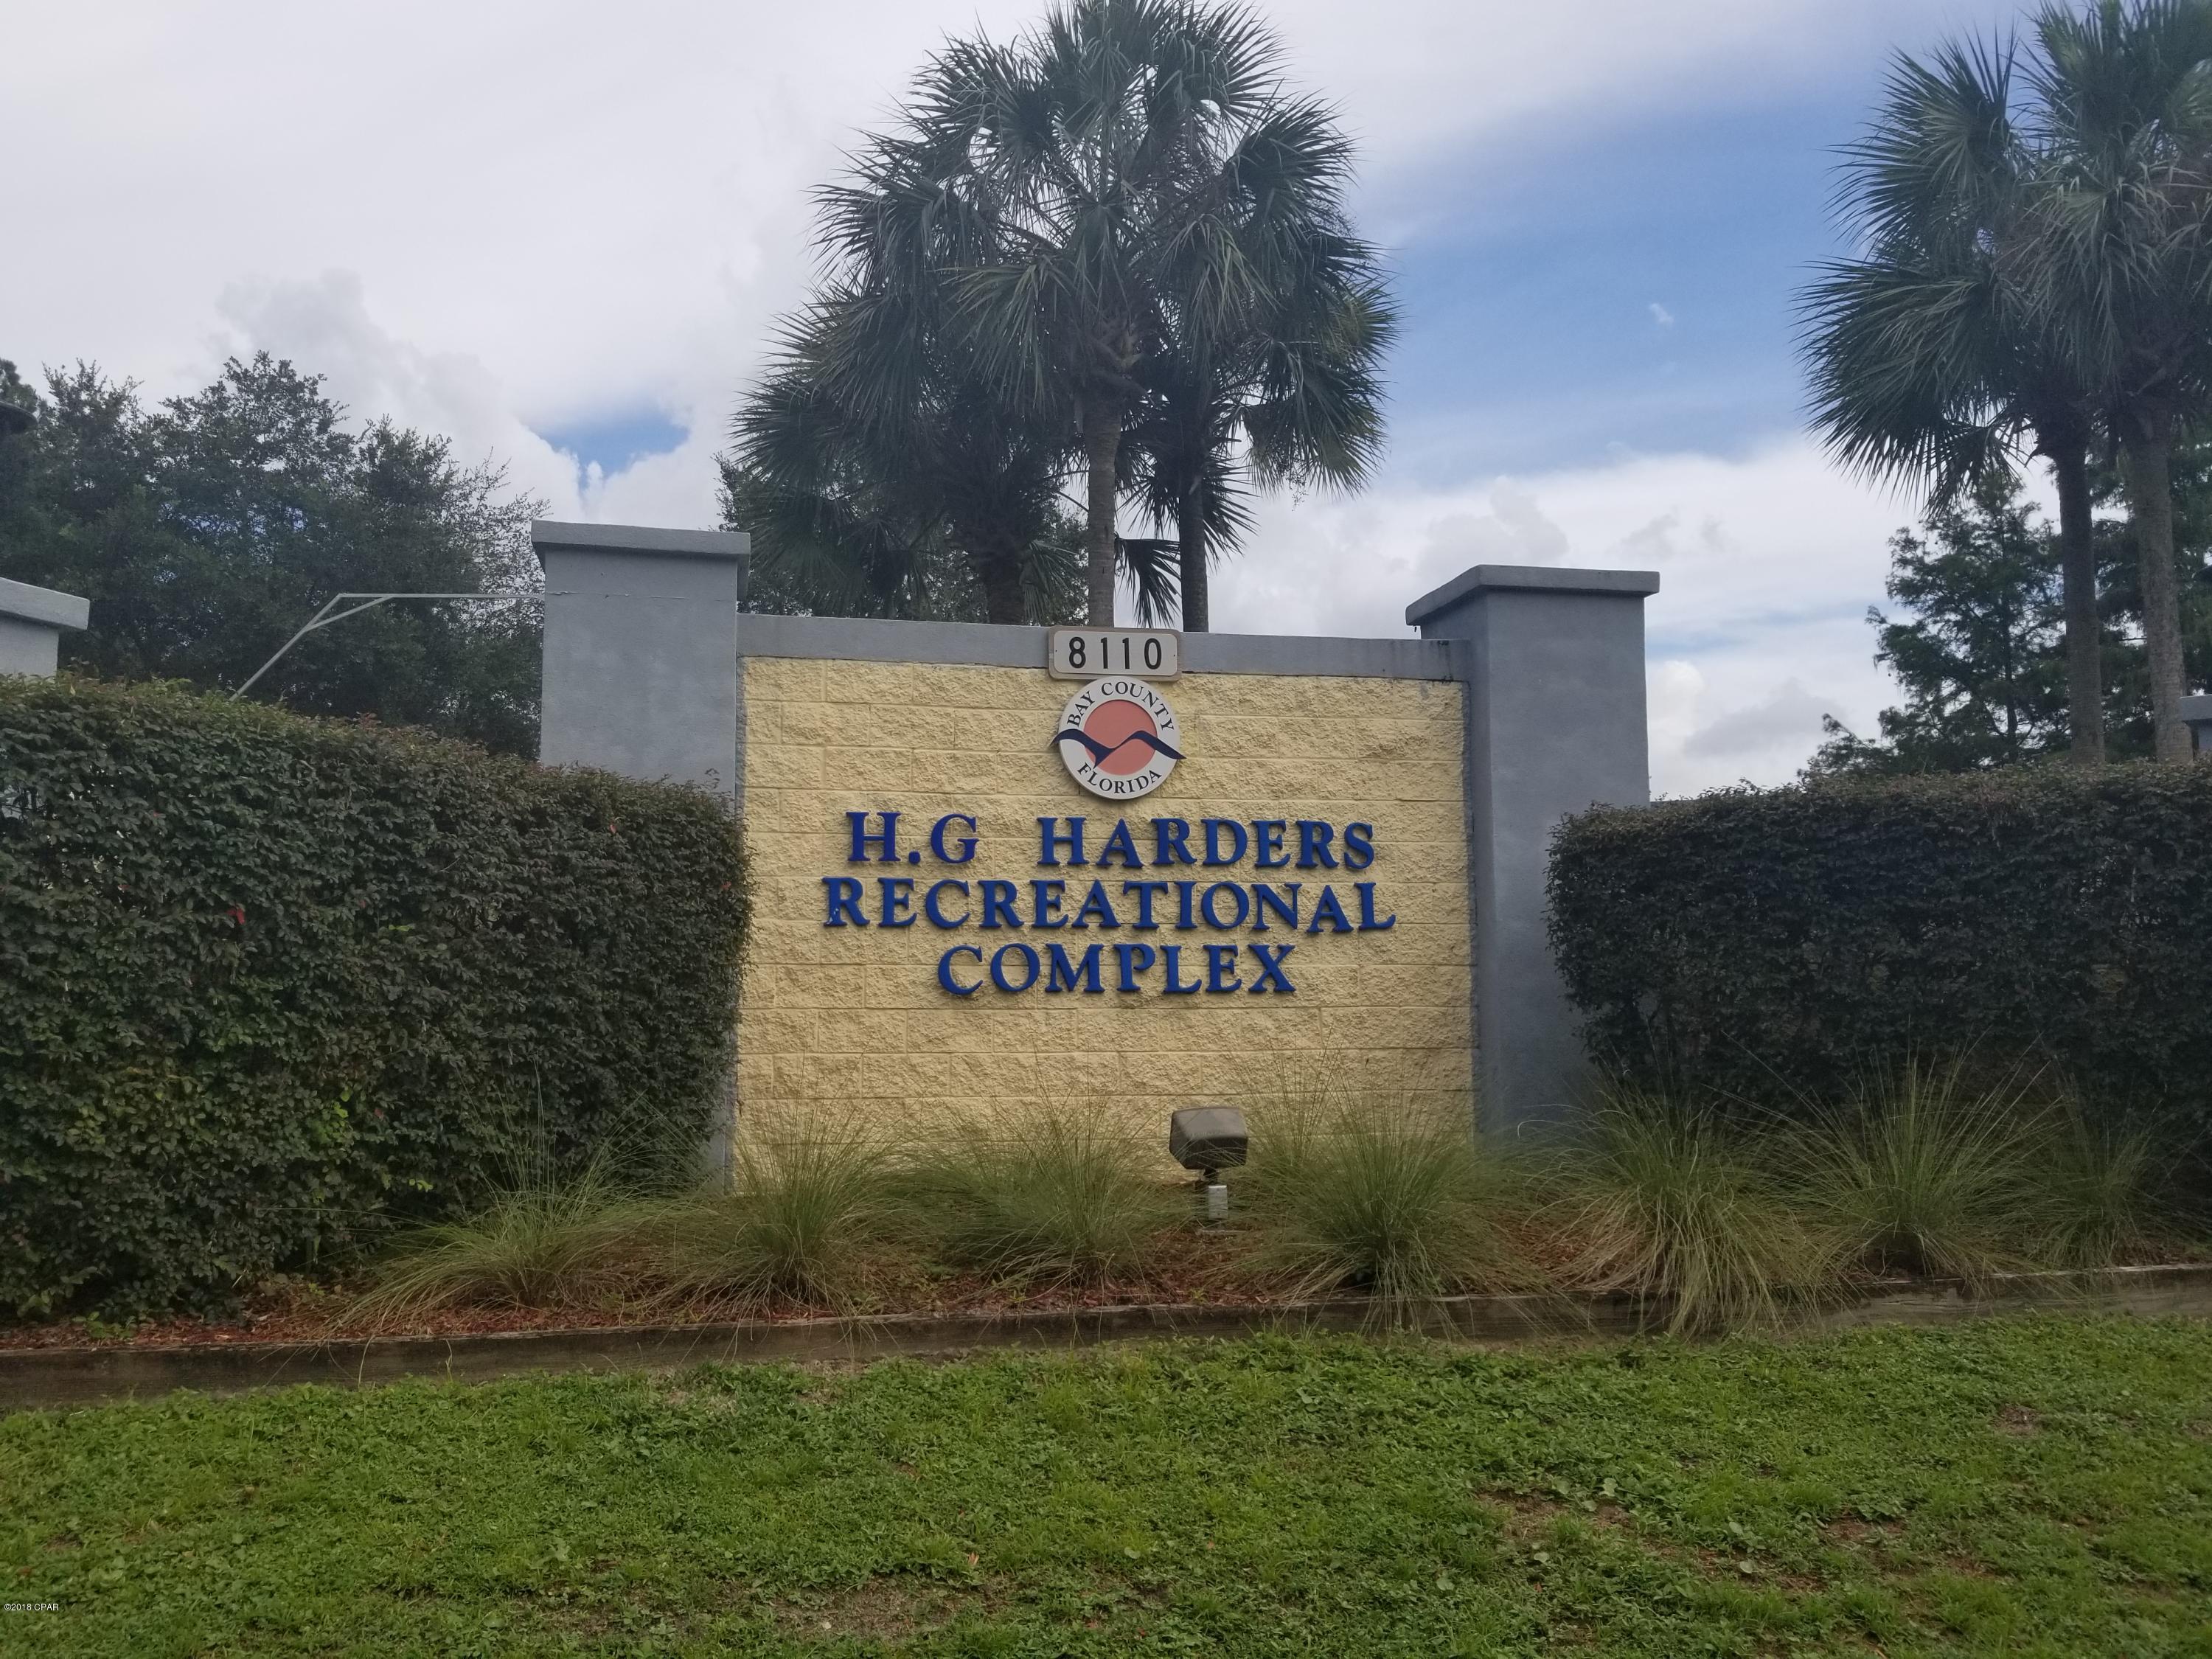 8110
BAY COUNTY
FLORIDA
H.G HARDERS
RECREATIONAL
COMPLEX
©2018 CPAR